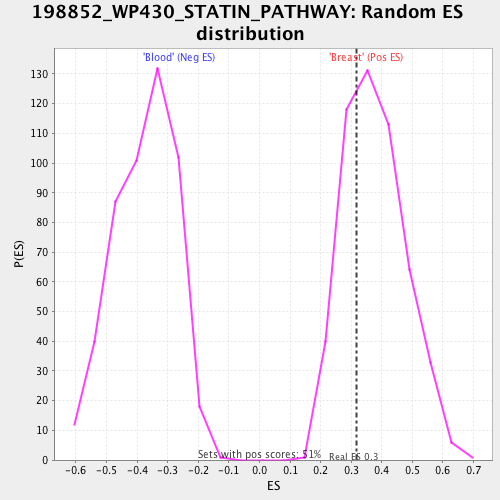 198852_WP430_STATIN_PATHWAY: Random ES
distribution
'Blood' (Neg ES)
'Breast' (Pos ES)
130
120
110
100
90
80
70
60
50
40
30
20
10
0
P(ES)
Sets with pos scores: 51%
Real ES 0.3
-0.6 -0.5 -0.4 -0.3 -0.2 -0.1 0.0 0.1 0.2 0.3 0.4 0.5 0.6 0.7
ES